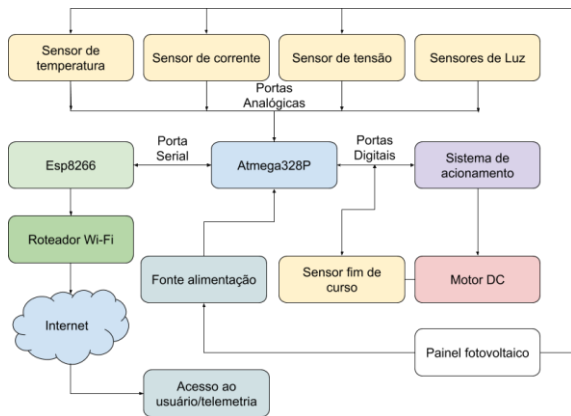 Sensor de
temperatura
Sensor de corrente
Sensor de tensão
Sensores de Luz
Portas
Analógicas
Esp8266
Porta
Serial
Atmega328P
Portas
Digitais
Sistema de
acionamento
Roteador Wi-Fi
Fonte alimentação
Sensor fim de
curso
Motor DC
Internet
Painel fotovoltaico
Acesso ao
usuário/telemetria